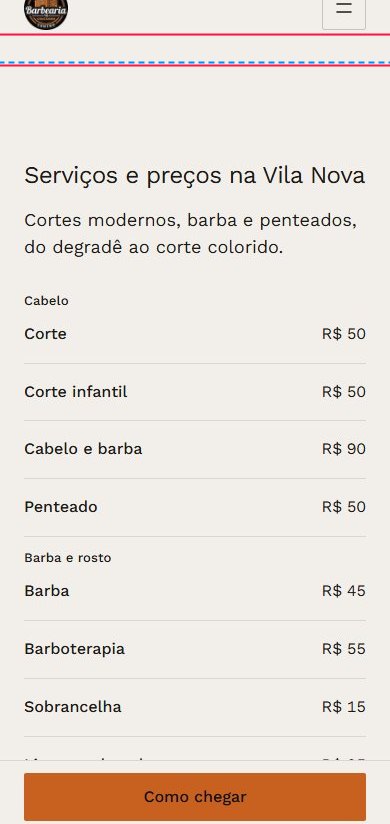 Barbearia
Serviços e preços na Vila Nova
Cortes modernos, barba e penteados,
do degradê ao corte colorido.
Cabelo
Corte R$ 50
Corte infantil R$ 50
Cabelo e barba R$ 90
Penteado R$ 50
Barba e rosto
Barba R$ 45
Barboterapia R$ 55
Sobrancelha R$ 15
Como chegar